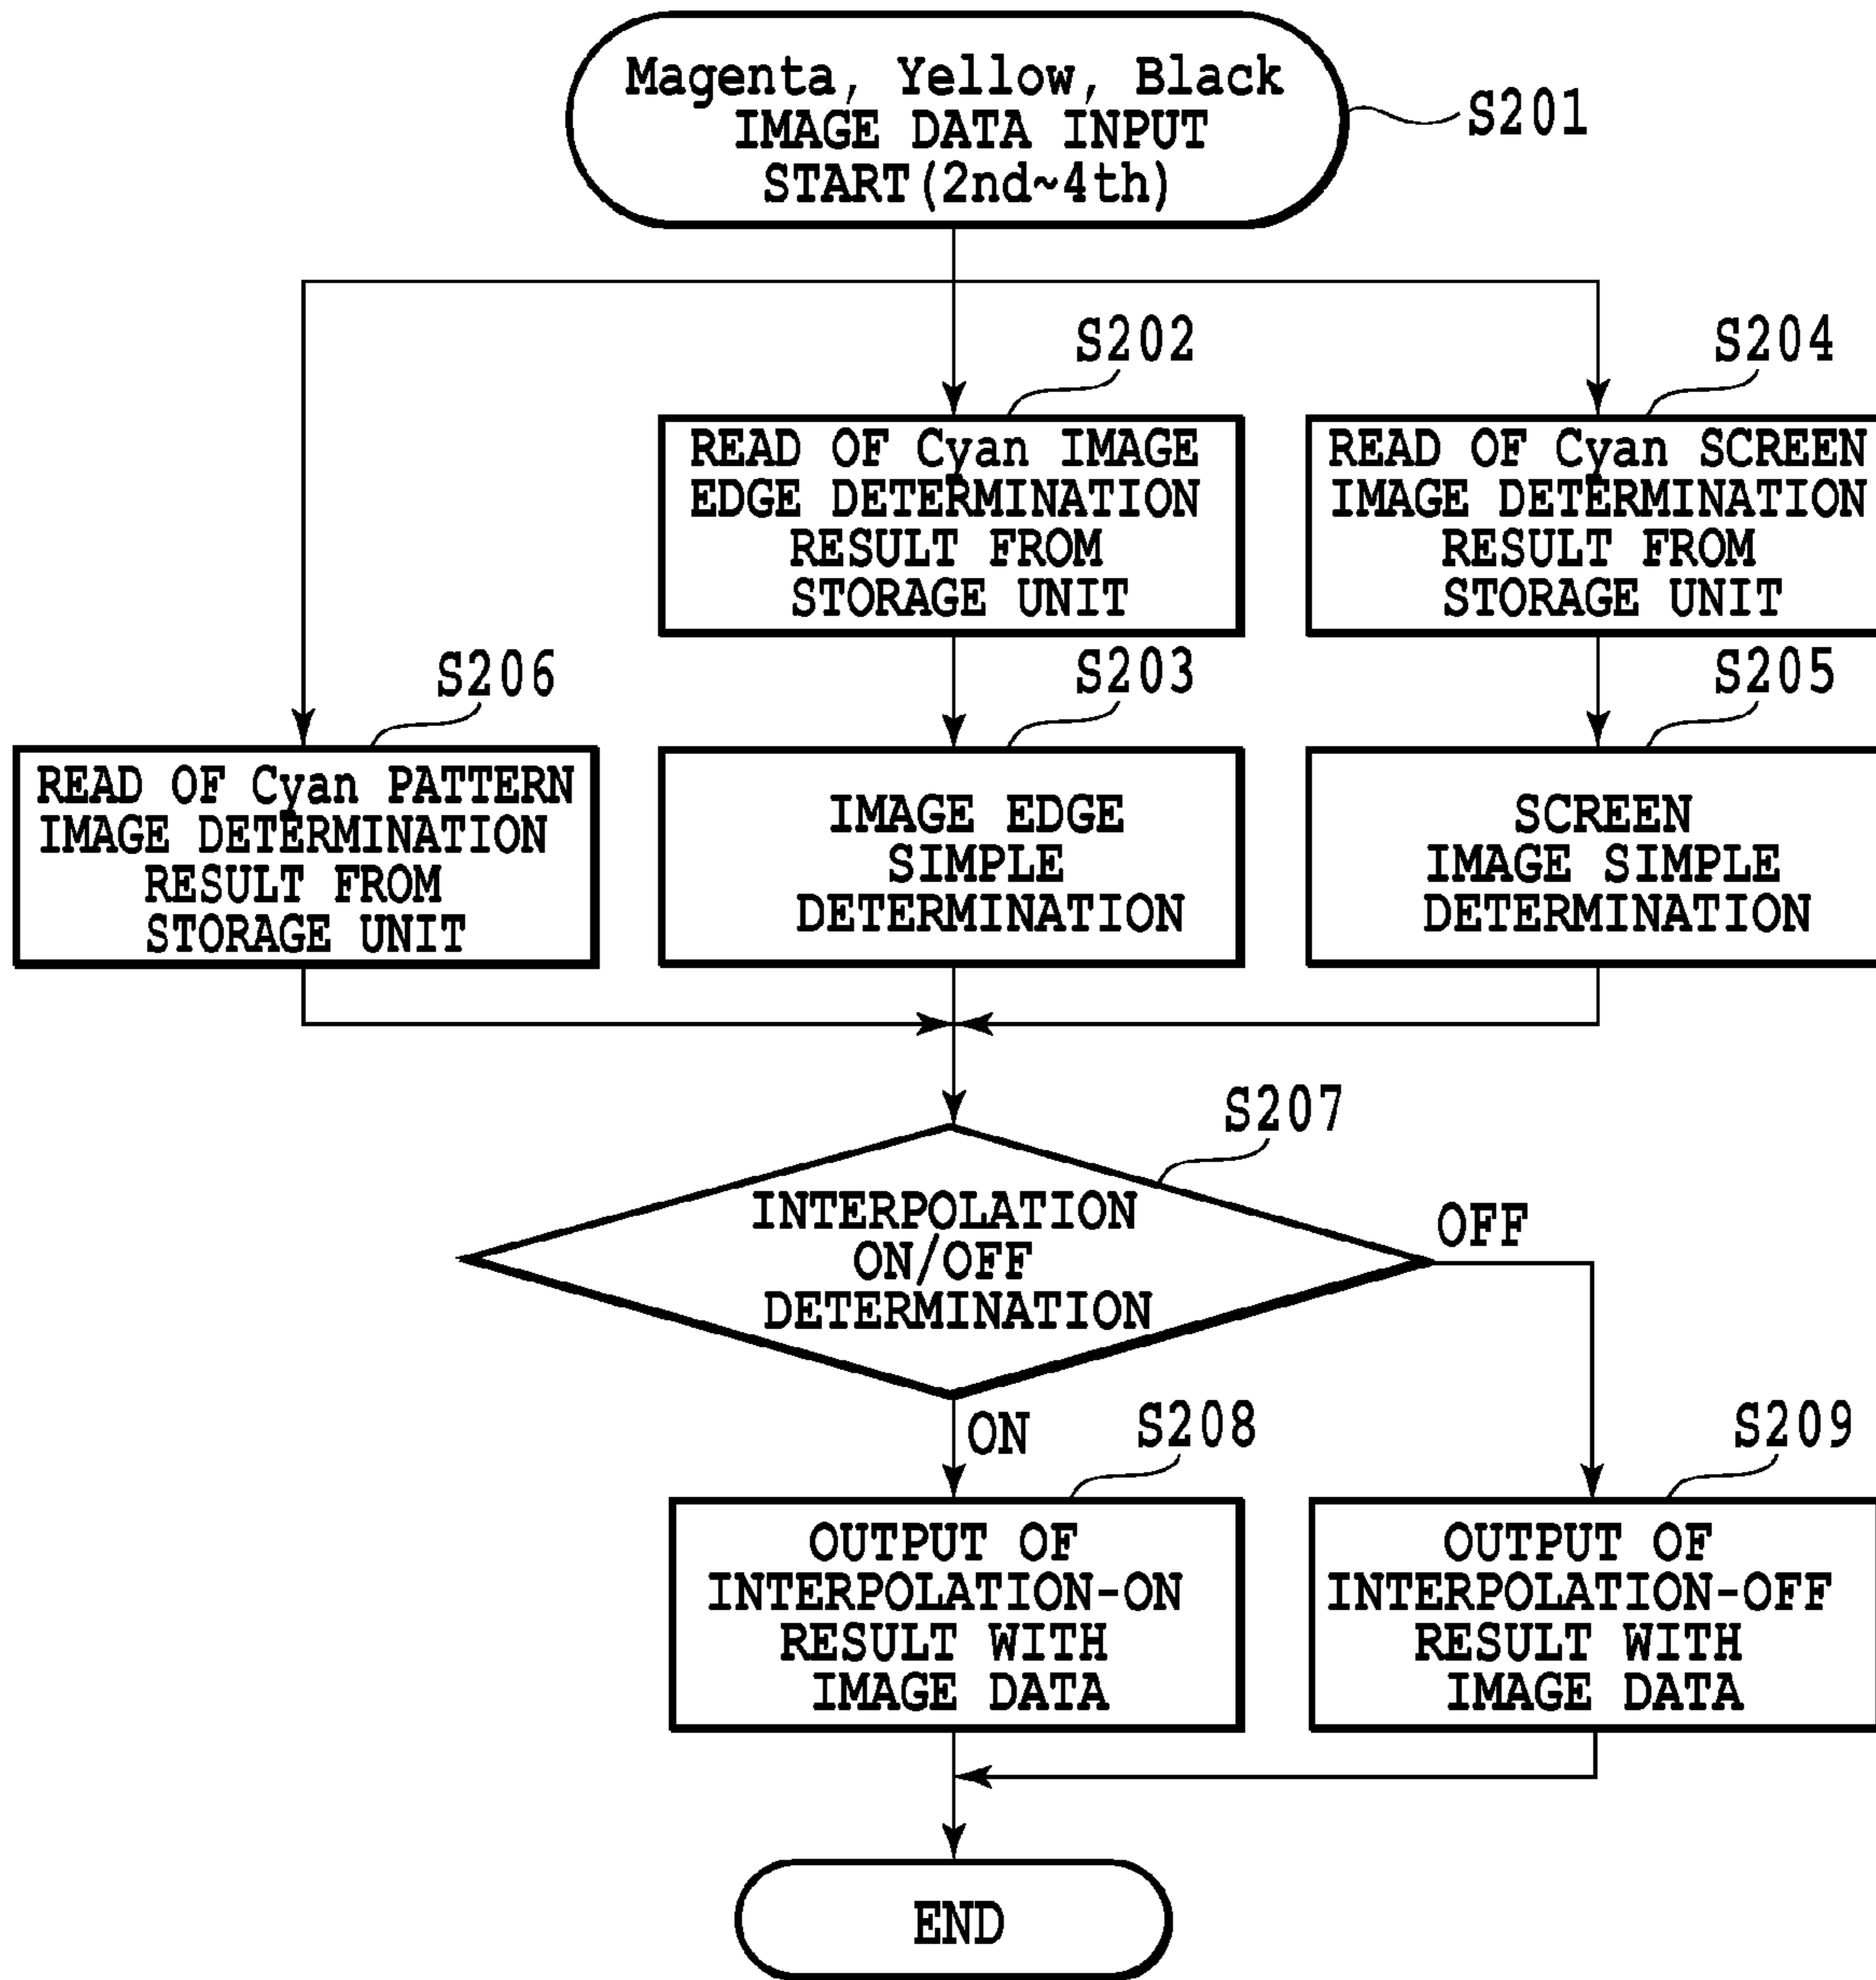 Magenta, Yellow, Black
IMAGE DATA INPUT
START(2nd~4th)
S201
S202
READ OF Cyan IMAGE
EDGE DETERMINATION
RESULT FROM
STORAGE UNIT
S204
READ OF Cyan SCREEN
IMAGE DETERMINATION
RESULT FROM
STORAGE UNIT
S206
READ OF Cyan PATTERN
IMAGE DETERMINATION
RESULT FROM
STORAGE UNIT
S203
IMAGE EDGE
SIMPLE
DETERMINATION
S205
SCREEN
IMAGE SIMPLE
DETERMINATION
S207
INTERPOLATION
ON/OFF
DETERMINATION
OFF
ON
S208
OUTPUT OF
INTERPOLATION-ON
RESULT WITH
IMAGE DATA
S209
OUTPUT OF
INTERPOLATION-OFF
RESULT WITH
IMAGE DATA
END